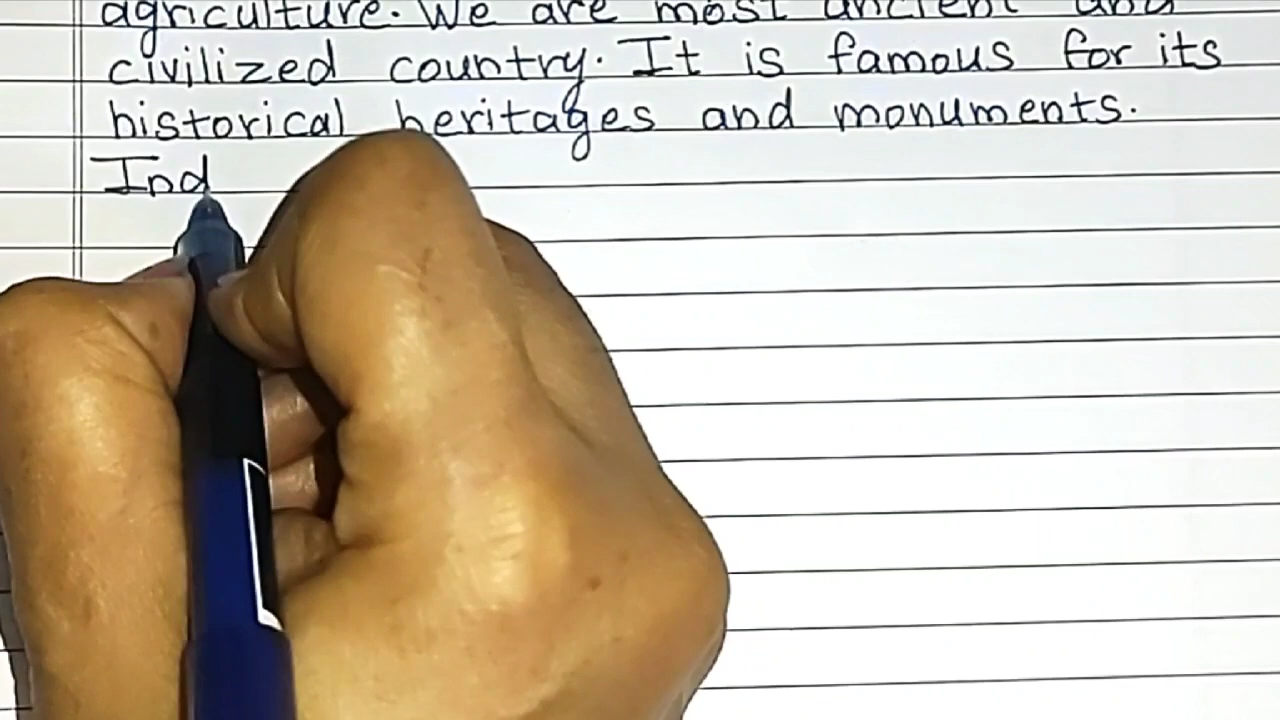 agriculture. We are most ancient and
civilized country. It is famous for its
historical heritages and monuments.
Ind